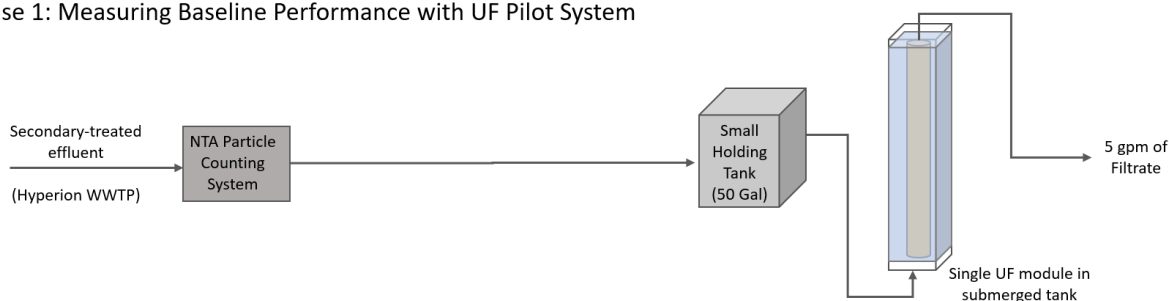 se 1: Measuring Baseline Performance with UF Pilot System
Secondary-treated
effluent
(Hyperion WWTP)
NTA Particle
Counting
System
Small
Holding
Tank
(50 Gal)
5 gpm of
Filtrate
Single UF module in
submerged tank